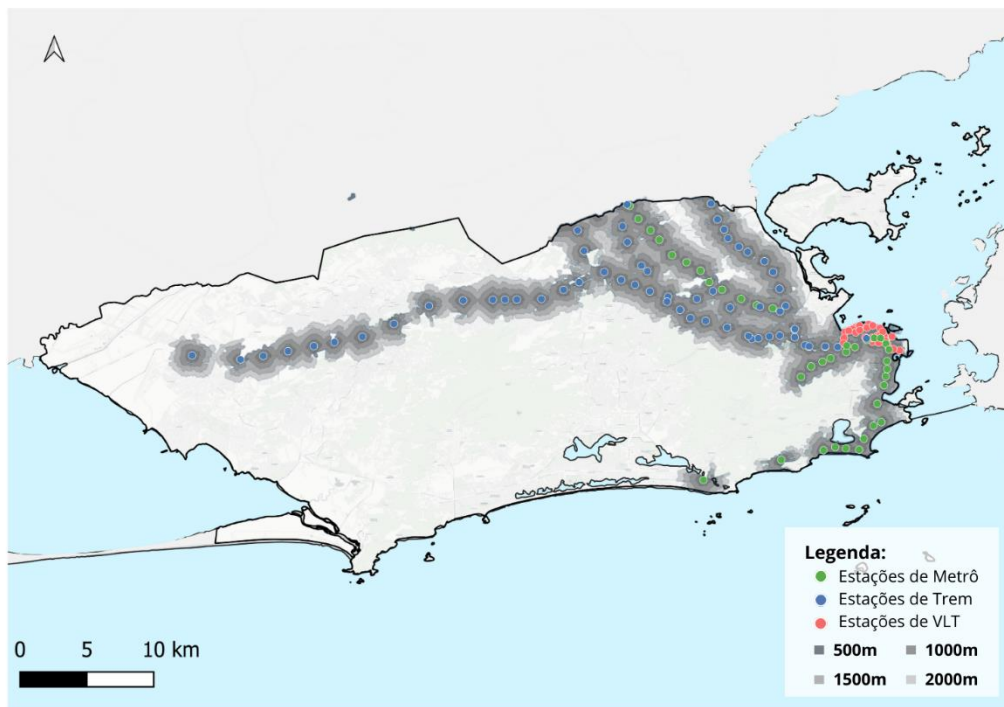 Legenda:
Estações de Metrô
Estações de Trem
Estações de VLT
500m 1000m
1500m 2000m
0 5 10 km